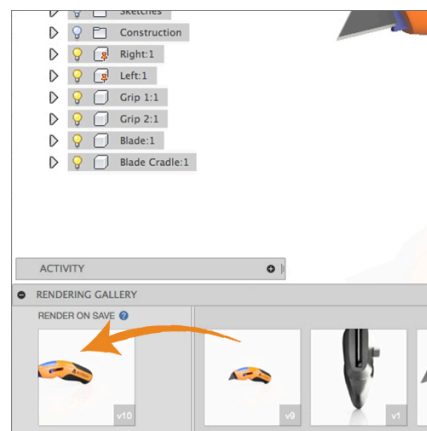 Sketches
Construction
Right:1
Left:1
Grip 1:1
Grip 2:1
Blade:1
Blade Cradle:1
ACTIVITY
RENDERING GALLERY
RENDER ON SAVE ?
v10
v9
v1